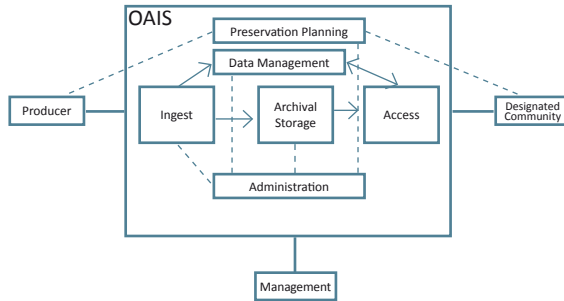 OAIS
Preservation Planning
Data Management
Producer
Ingest
Archival
Storage
Access
Designated
Community
Administration
Management